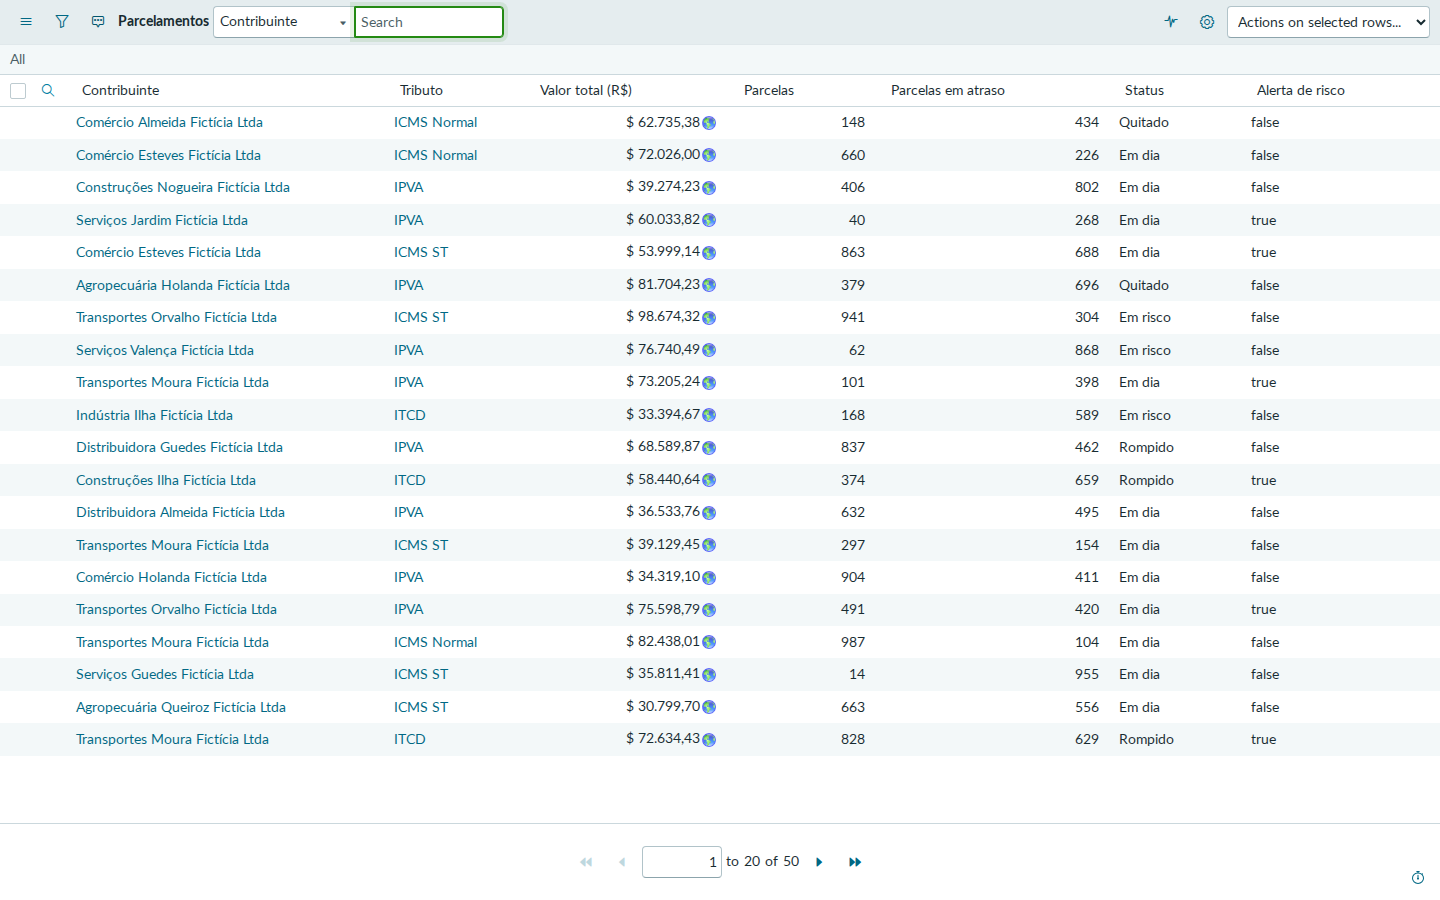 Parcelamentos Contribuinte Search Actions on selected rows...
All
Contribuinte Tributo Valor total (R$) Parcelas Parcelas em atraso Status Alerta de risco
Comércio Almeida Fictícia Ltda ICMS Normal $ 62.735,38 148 434 Quitado false
Comércio Esteves Fictícia Ltda ICMS Normal $ 72.026,00 660 226 Em dia false
Construções Nogueira Fictícia Ltda IPVA $ 39.274,23 406 802 Em dia false
Serviços Jardim Fictícia Ltda IPVA $ 60.033,82 40 268 Em dia true
Comércio Esteves Fictícia Ltda ICMS ST $ 53.999,14 863 688 Em dia true
Agropecuária Holanda Fictícia Ltda IPVA $ 81.704,23 379 696 Quitado false
Transportes Orvalho Fictícia Ltda ICMS ST $ 98.674,32 941 304 Em risco false
Serviços Valença Fictícia Ltda IPVA $ 76.740,49 62 868 Em risco false
Transportes Moura Fictícia Ltda IPVA $ 73.205,24 101 398 Em dia true
Indústria Ilha Fictícia Ltda ITCD $ 33.394,67 168 589 Em risco false
Distribuidora Guedes Fictícia Ltda IPVA $ 68.589,87 837 462 Rompido false
Construções Ilha Fictícia Ltda ITCD $ 58.440,64 374 659 Rompido true
Distribuidora Almeida Fictícia Ltda IPVA $ 36.533,76 632 495 Em dia false
Transportes Moura Fictícia Ltda ICMS ST $ 39.129,45 297 154 Em dia false
Comércio Holanda Fictícia Ltda IPVA $ 34.319,10 904 411 Em dia false
Transportes Orvalho Fictícia Ltda IPVA $ 75.598,79 491 420 Em dia true
Transportes Moura Fictícia Ltda ICMS Normal $ 82.438,01 987 104 Em dia false
Serviços Guedes Fictícia Ltda ICMS ST $ 35.811,41 14 955 Em dia false
Agropecuária Queiroz Fictícia Ltda ICMS ST $ 30.799,70 663 556 Em dia false
Transportes Moura Fictícia Ltda ITCD $ 72.634,43 828 629 Rompido true
1 to 20 of 50